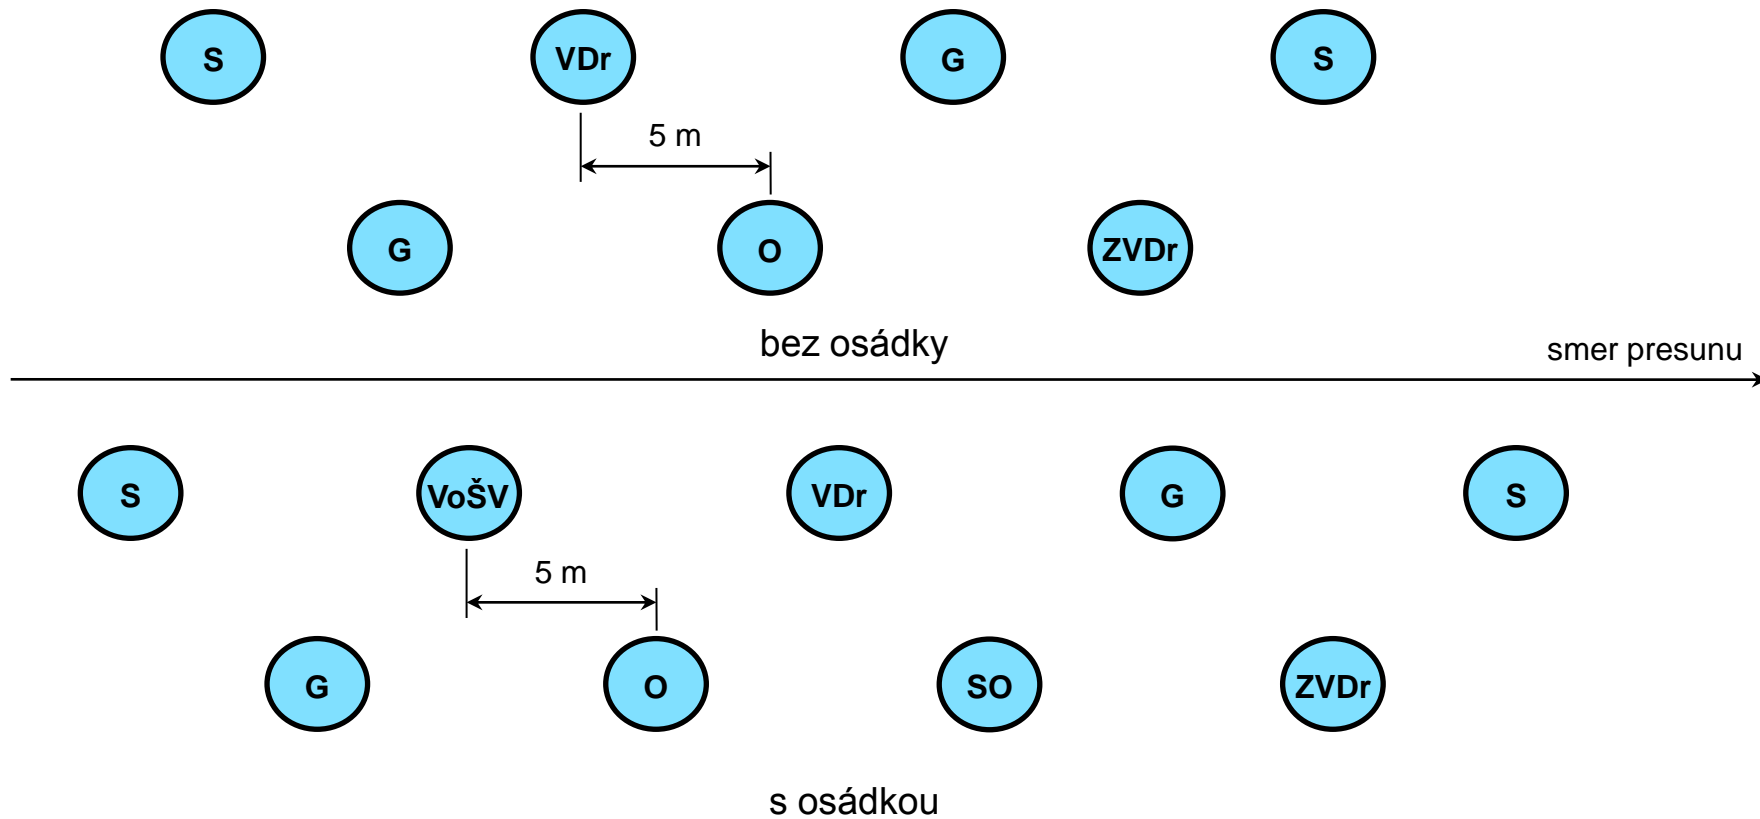 S VDr G S
5 m
G O ZVDr
bez osádky
smer presunu
S VoŠV VDr G S
5 m
G O SO ZVDr
s osádkou